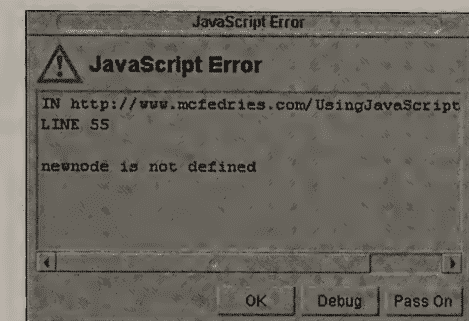 JavaScript Error
JavaScript Error
IN http://www.mcfedries.com/UsingJavaScript
LINE 55
newnode is not defined
OK
Debug
Pass On